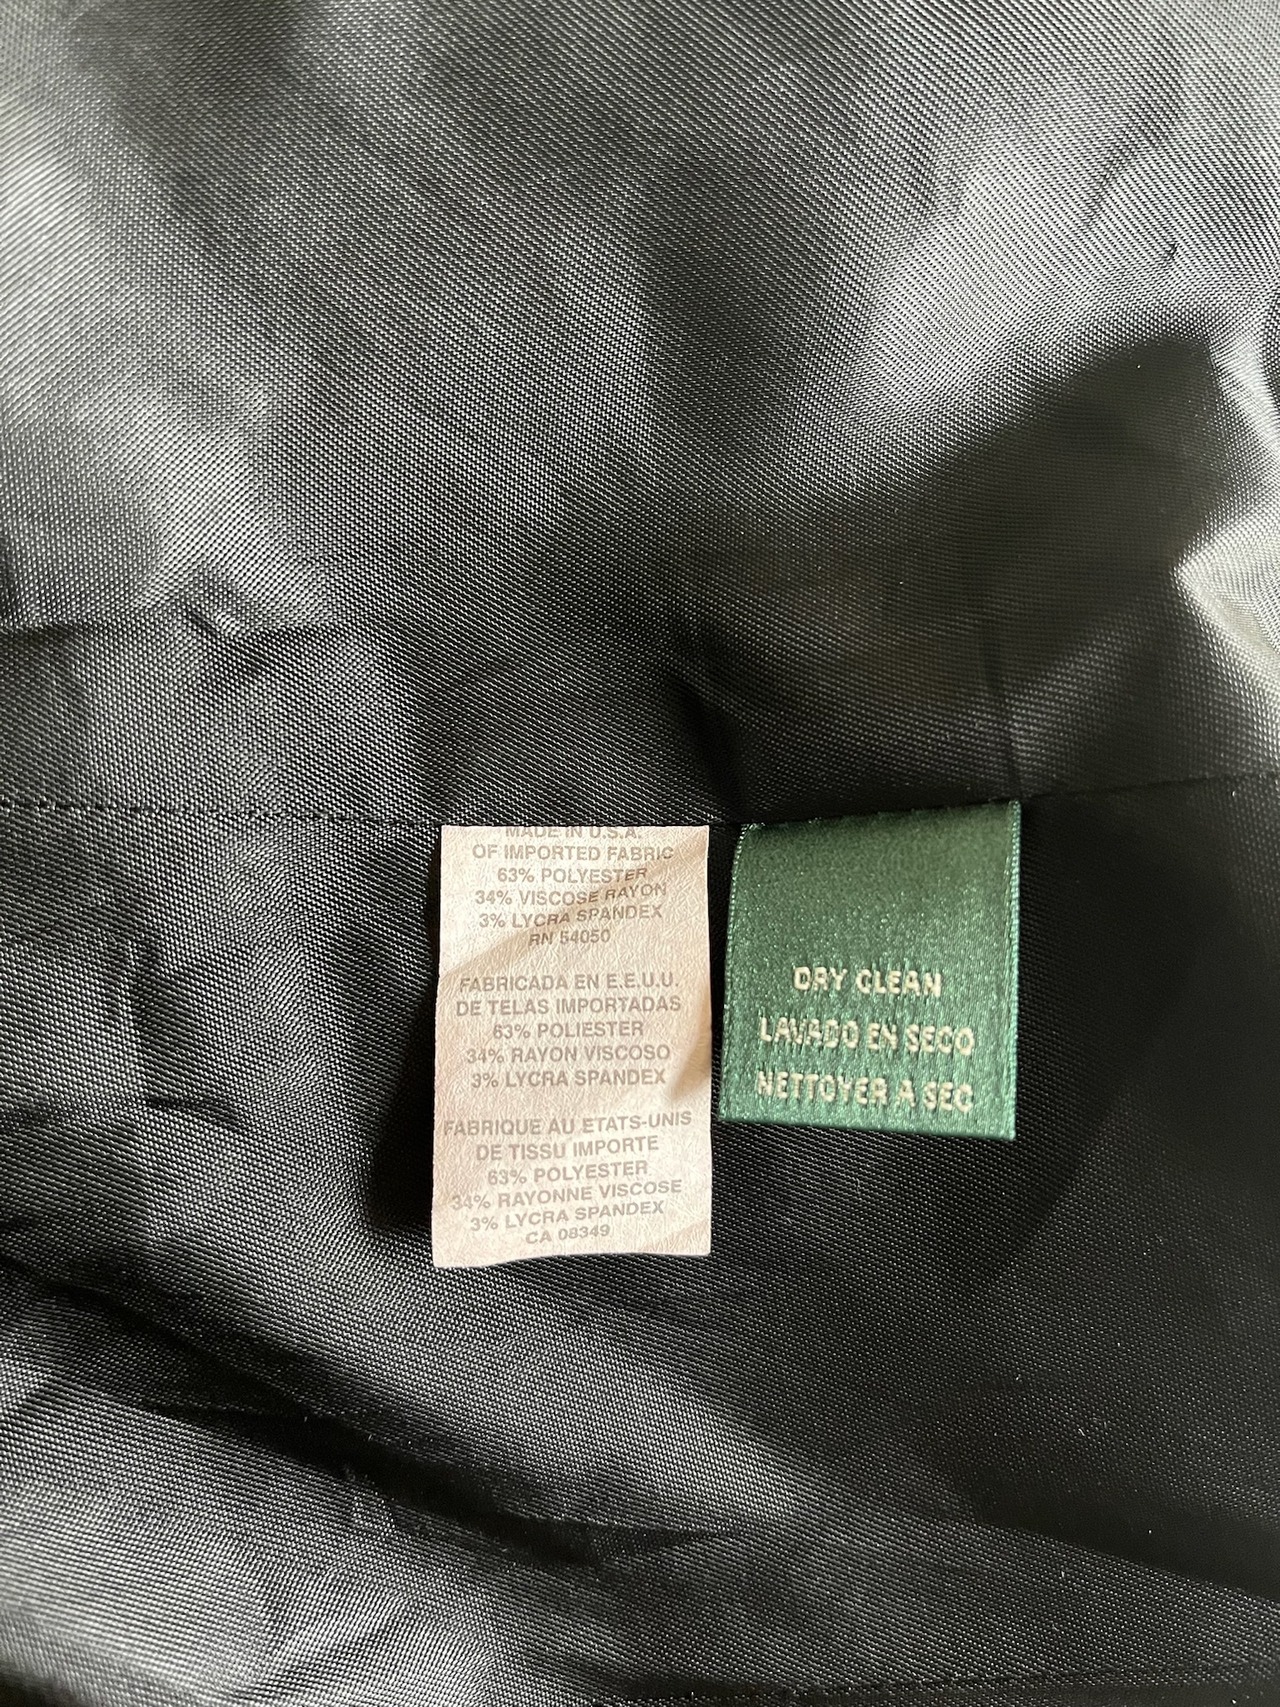 MADE IN U.S.A.
OF IMPORTED FABRIC
63% POLYESTER
34% VISCOSE RAYON
3% LYCRA SPANDEX
RN 54050
FABRICADA EN E.E.U.U.
DE TELAS IMPORTADAS
63% POLIESTER
34% RAYON VISCOSO
3% LYCRA SPANDEX
FABRIQUE AU ETATS-UNIS
DE TISSU IMPORTE
63% POLYESTER
34% RAYONNE VISCOSE
3% LYCRA SPANDEX
CA 08349
DRY CLEAN
LAVADO EN SECO
NETTOYER A SEC